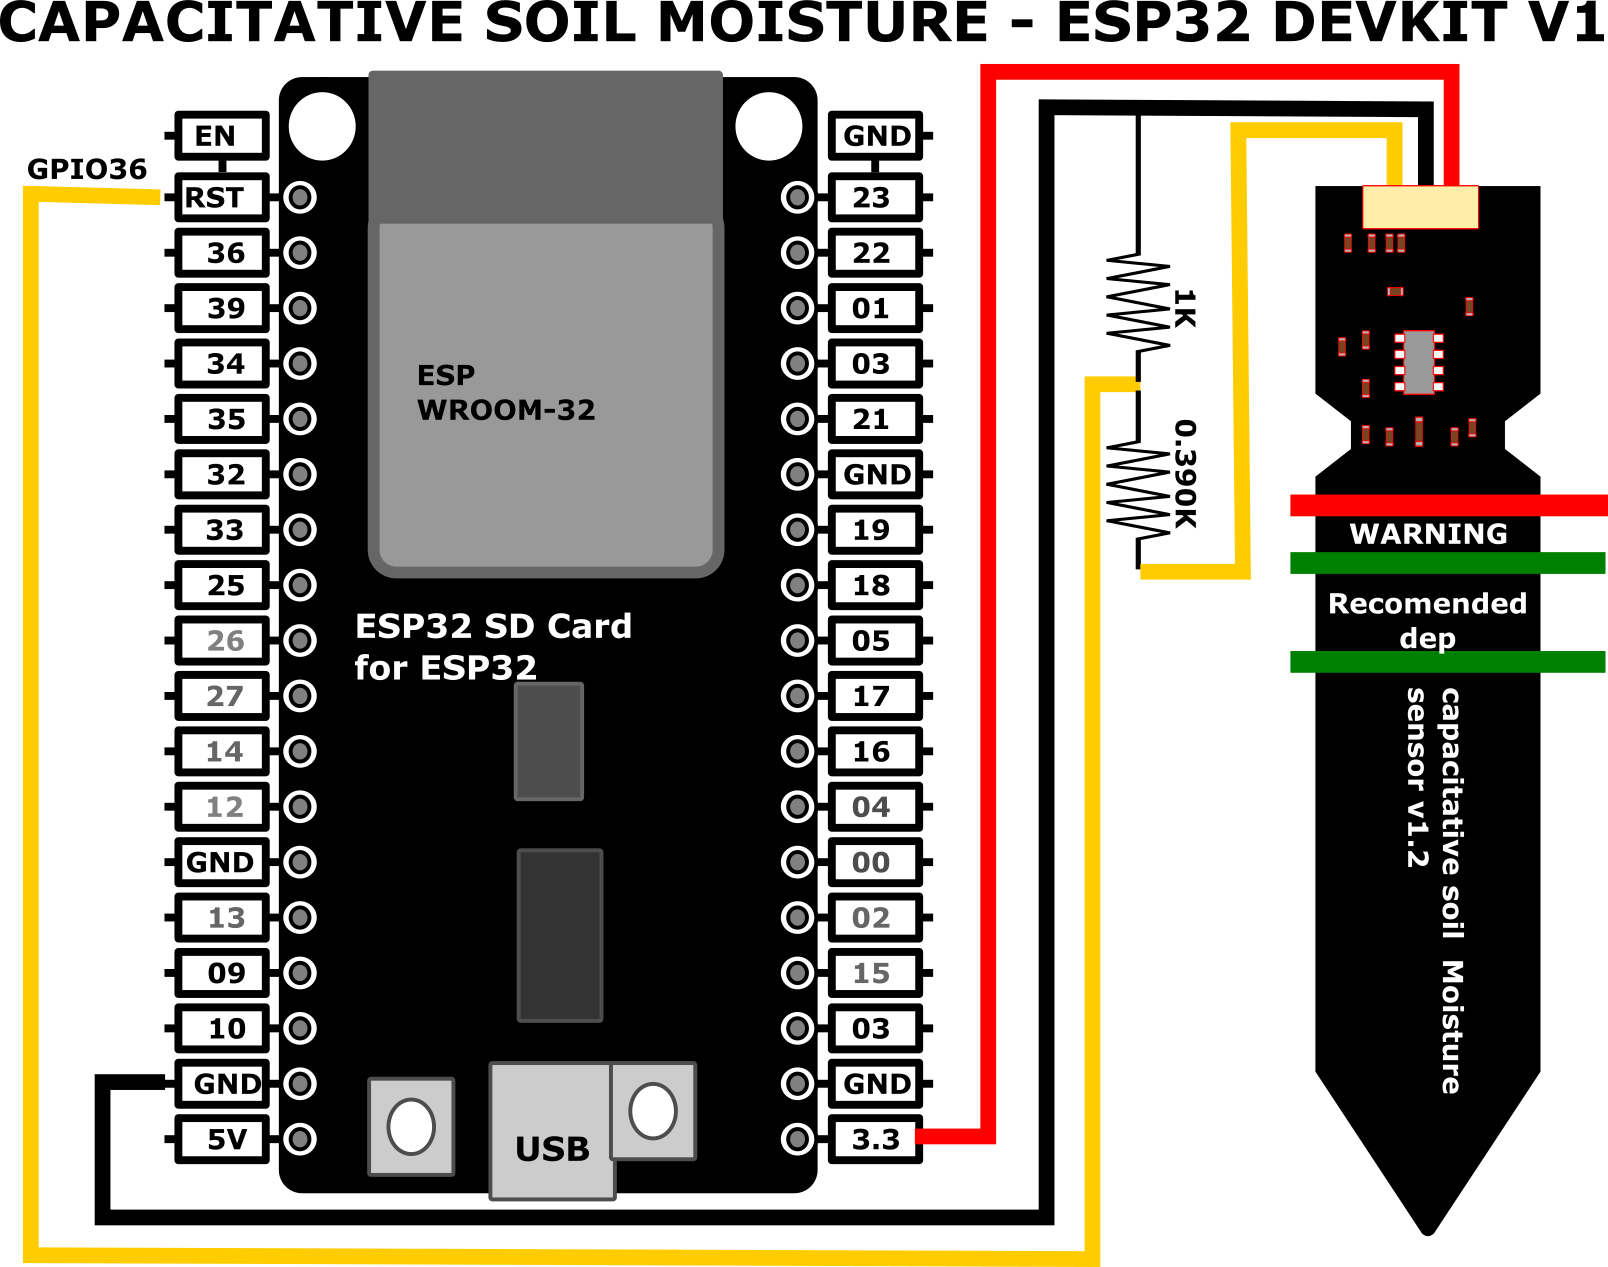 CAPACITATIVE SOIL MOISTURE - ESP32 DEVKIT V1
GPIO36
EN
RST
36
39
34
35
32
33
25
26
27
14
12
GND
13
09
10
GND
5V
ESP
WROOM-32
ESP32 SD Card
for ESP32
USB
GND
23
22
01
03
21
GND
19
18
05
17
16
04
00
02
15
03
GND
3.3
1K
0.390K
WARNING
Recomended
dep
capacitative soil Moisture
sensor v1.2